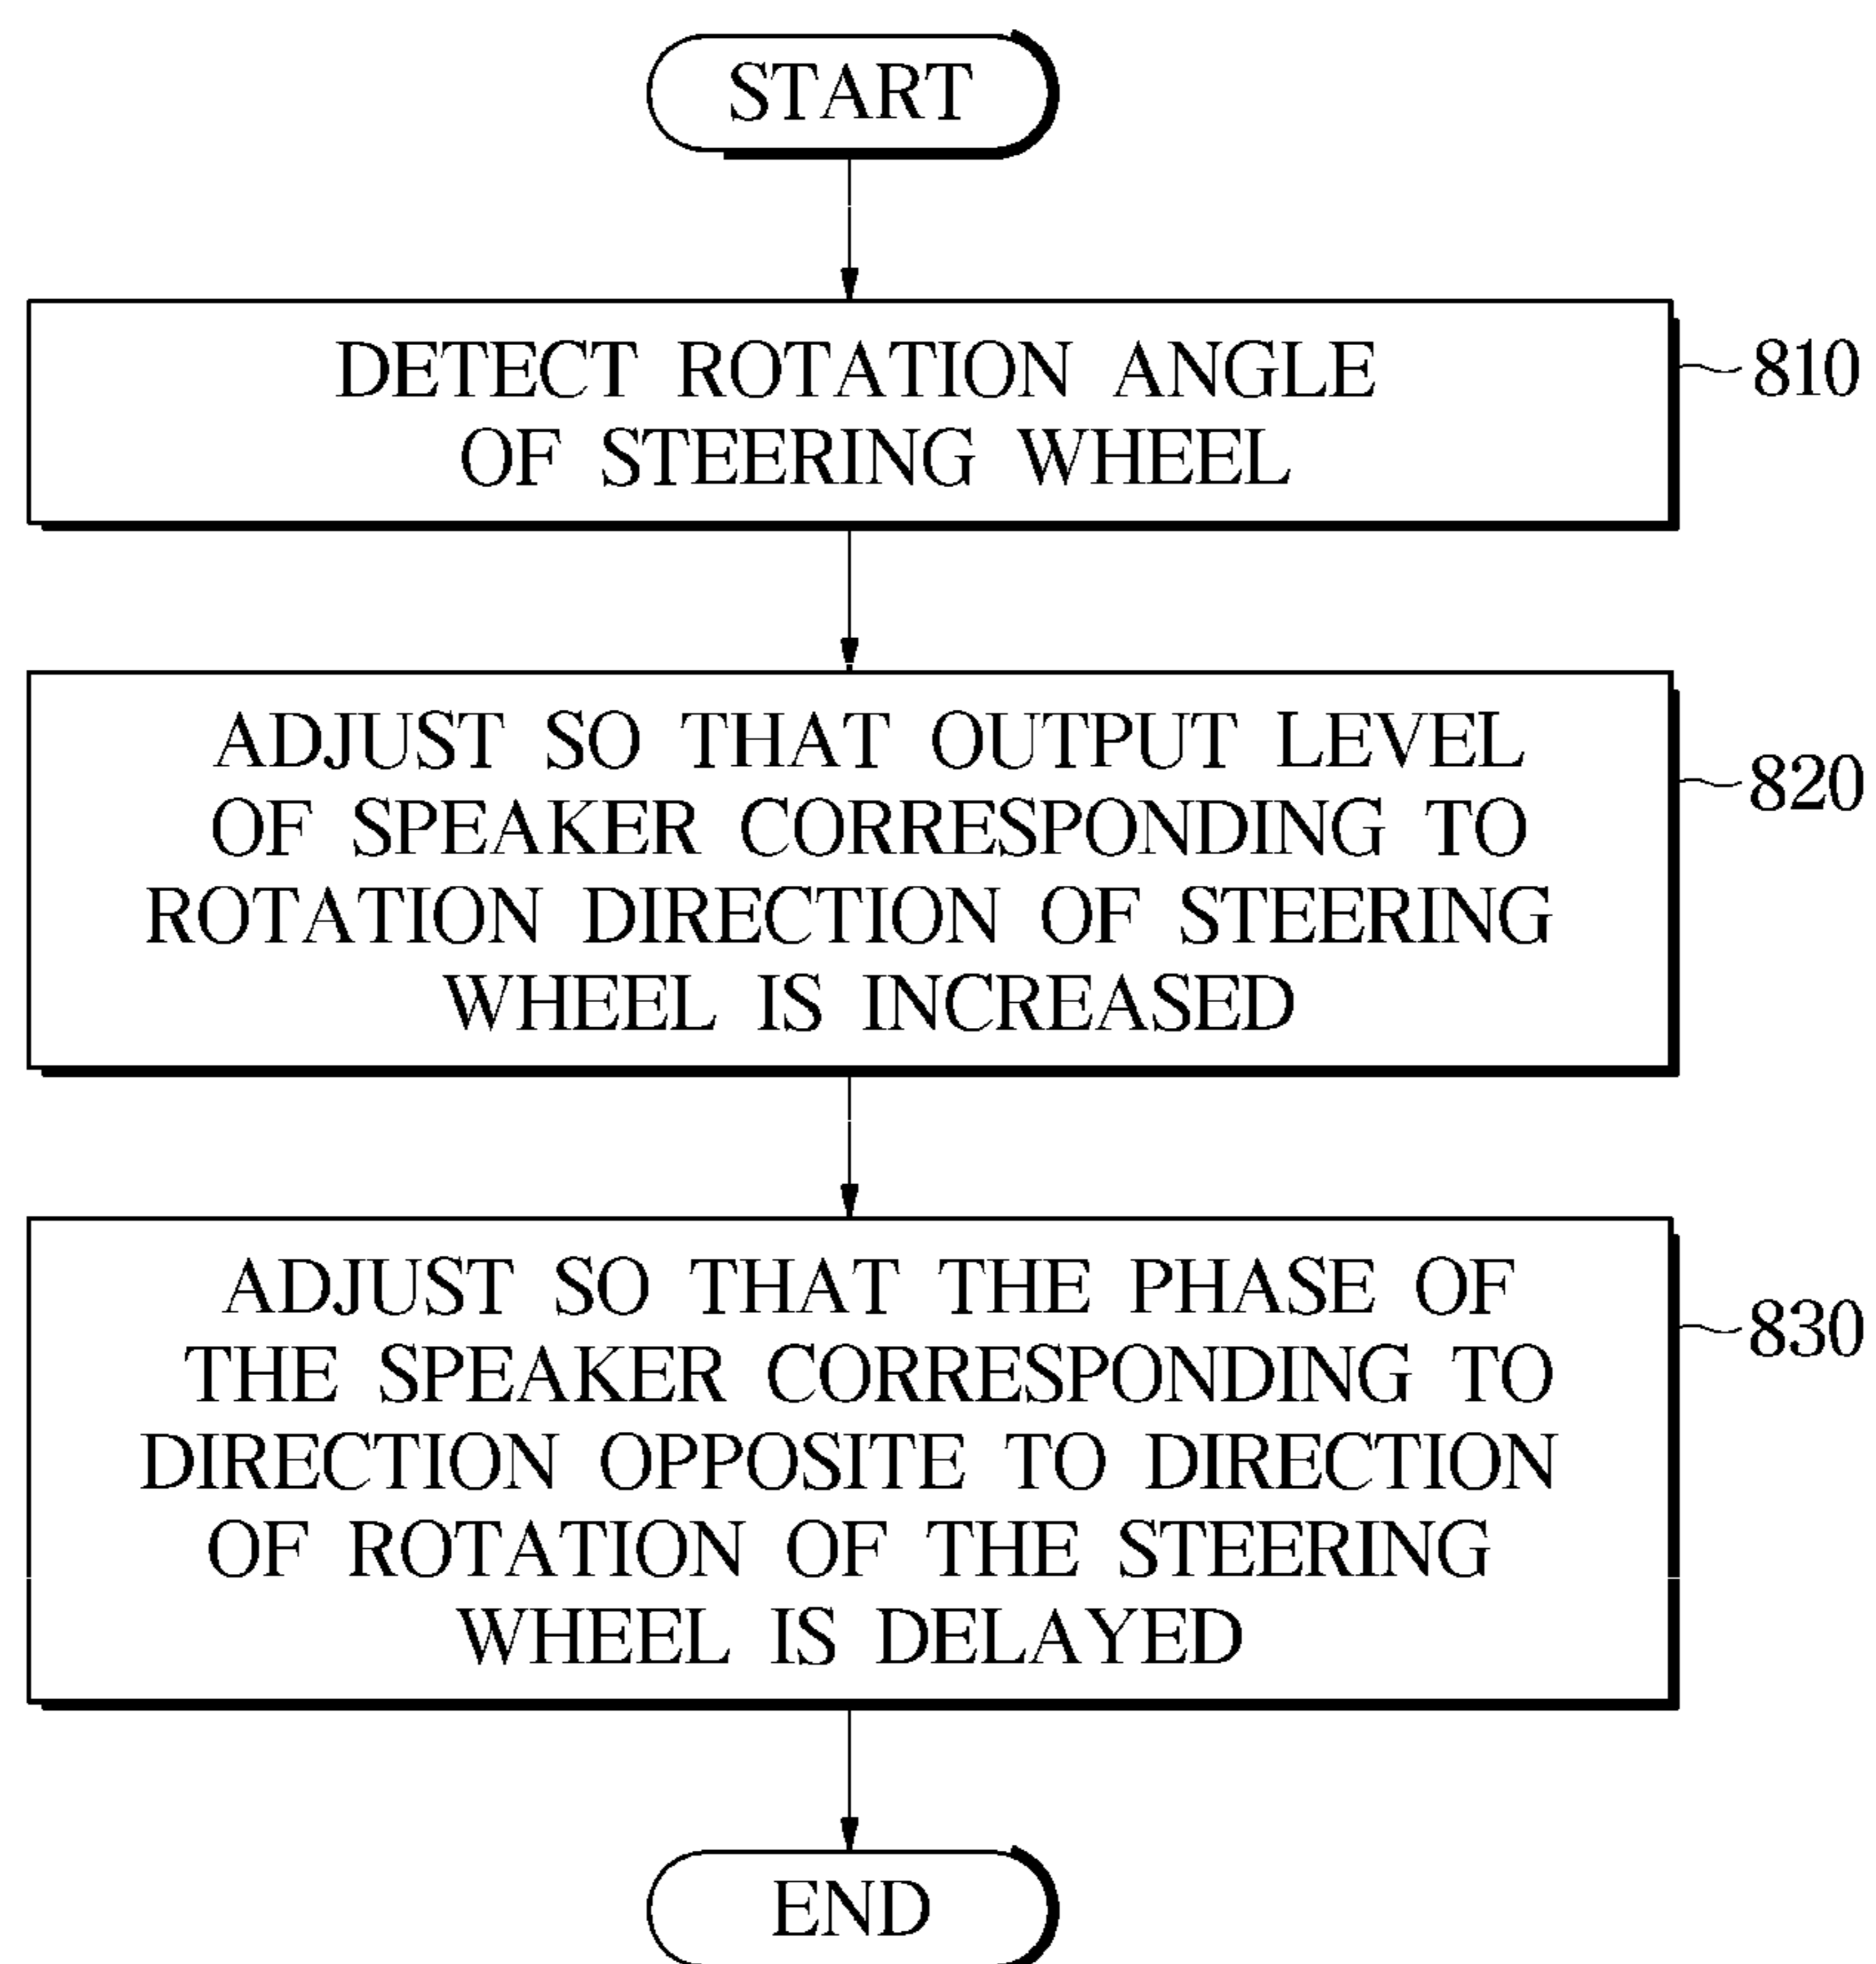 START
DETECT ROTATION ANGLE
OF STEERING WHEEL
810
ADJUST SO THAT OUTPUT LEVEL
OF SPEAKER CORRESPONDING TO
ROTATION DIRECTION OF STEERING
WHEEL IS INCREASED
820
ADJUST SO THAT THE PHASE OF
THE SPEAKER CORRESPONDING TO
DIRECTION OPPOSITE TO DIRECTION
OF ROTATION OF THE STEERING
WHEEL IS DELAYED
830
END